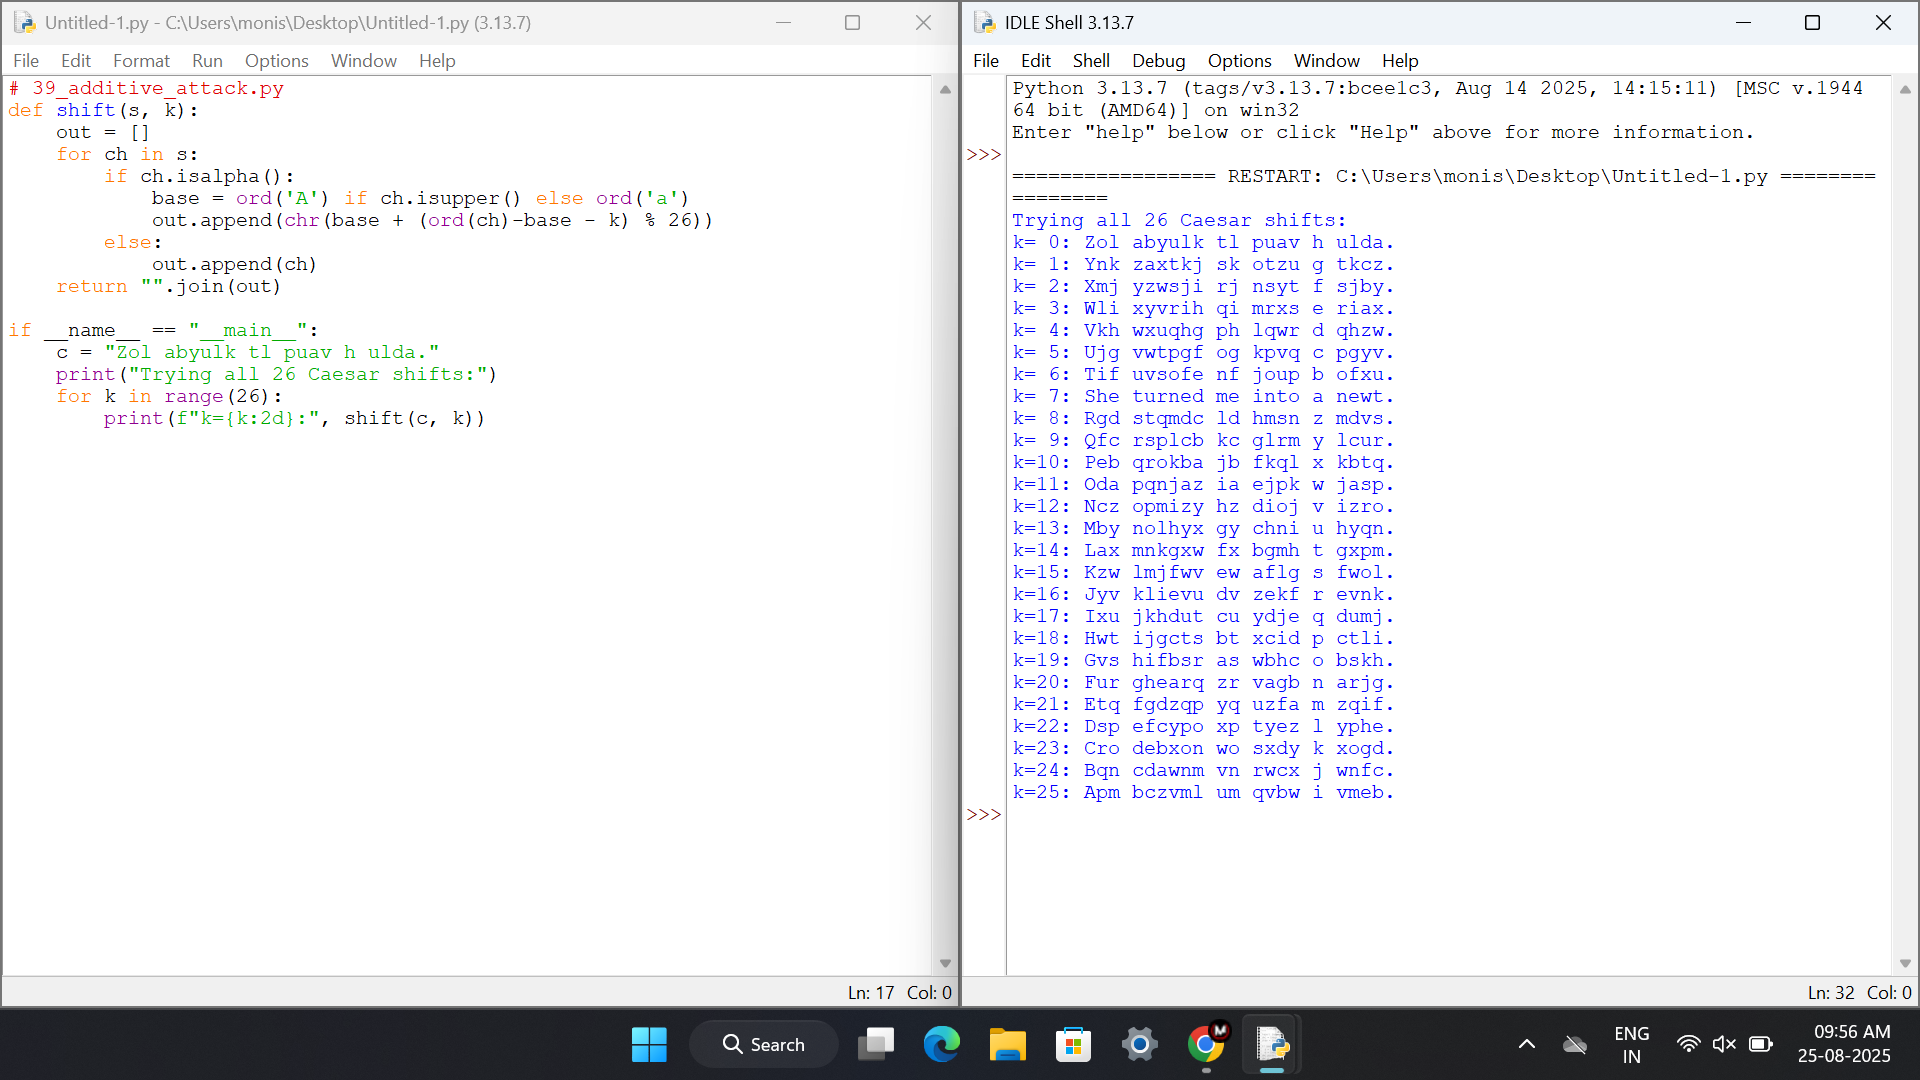 Untitled-1.py - C:\Users\monis\Desktop\Untitled-1.py (3.13.7)
File Edit Format Run Options Window Help
# 39_additive_attack.py
def shift(s, k):
    out = []
    for ch in s:
        if ch.isalpha():
            base = ord('A') if ch.isupper() else ord('a')
            out.append(chr(base + (ord(ch)-base - k) % 26))
        else:
            out.append(ch)
    return "".join(out)
if __name__ == "__main__":
    c = "Zol abyulk tl puav h ulda."
    print("Trying all 26 Caesar shifts:")
    for k in range(26):
        print(f"k={k:2d}:", shift(c, k))
Ln: 17 Col: 0
IDLE Shell 3.13.7
File Edit Shell Debug Options Window Help
Python 3.13.7 (tags/v3.13.7:bcee1c3, Aug 14 2025, 14:15:11) [MSC v.1944
64 bit (AMD64)] on win32
Enter "help" below or click "Help" above for more information.
>>>
================= RESTART: C:\Users\monis\Desktop\Untitled-1.py ========
========
Trying all 26 Caesar shifts:
k= 0: Zol abyulk tl puav h ulda.
k= 1: Ynk zaxtkj sk otzu g tkcz.
k= 2: Xmj yzwsji rj nsyt f sjby.
k= 3: Wli xyvrih qi mrxs e riax.
k= 4: Vkh wxuqhg ph lqwr d qhzw.
k= 5: Ujg vwtpgf og kpvq c pgyv.
k= 6: Tif uvsofe nf joup b ofxu.
k= 7: She turned me into a newt.
k= 8: Rgd stqmdc ld hmsn z mdvs.
k= 9: Qfc rsplcb kc glrm y lcur.
k=10: Peb qrokba jb fkql x kbtq.
k=11: Oda pqnjaz ia ejpk w jasp.
k=12: Ncz opmizy hz dioj v izro.
k=13: Mby nolhyx gy chni u hyqn.
k=14: Lax mnkgxw fx bgmh t gxpm.
k=15: Kzw lmjfwv ew aflg s fwol.
k=16: Jyv klievu dv zekf r evnk.
k=17: Ixu jkhdut cu ydje q dumj.
k=18: Hwt ijgcts bt xcid p ctli.
k=19: Gvs hifbsr as wbhc o bskh.
k=20: Fur ghearq zr vagb n arjg.
k=21: Etq fgdzqp yq uzfa m zqif.
k=22: Dsp efcypo xp tyez l yphe.
k=23: Cro debxon wo sxdy k xogd.
k=24: Bqn cdawnm vn rwcx j wnfc.
k=25: Apm bczvml um qvbw i vmeb.
>>>
Ln: 32 Col: 0
Search
M
ENG
IN
09:56 AM
25-08-2025